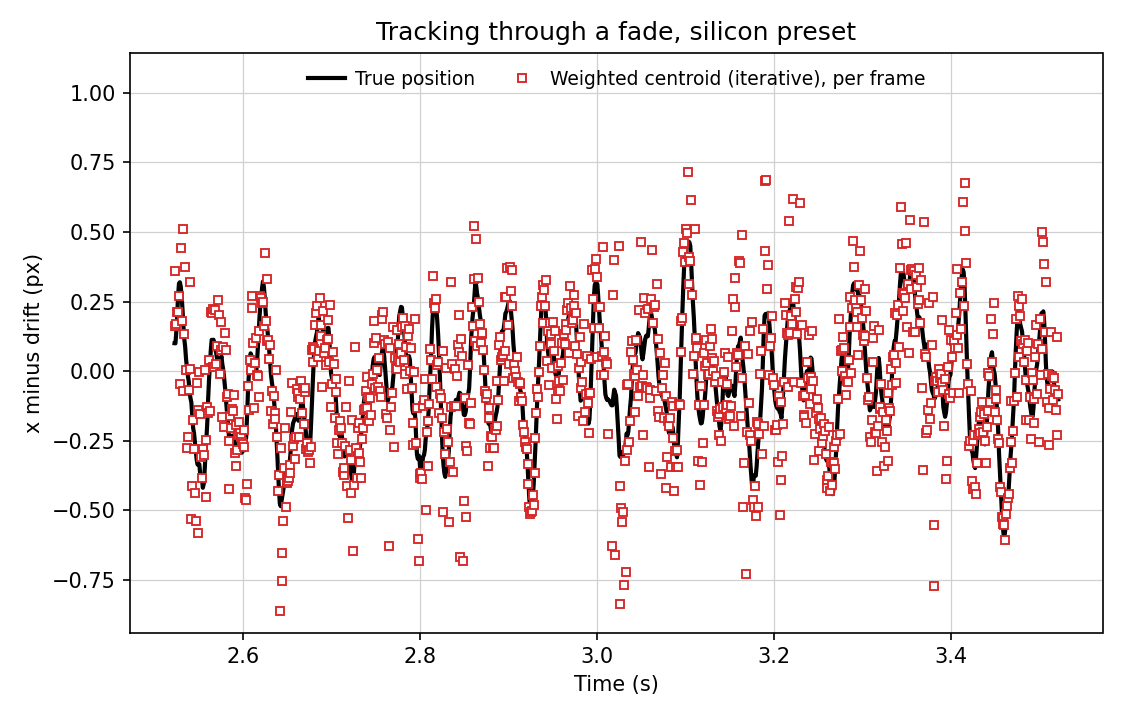 Tracking through a fade, silicon preset
True position
Weighted centroid (iterative), per frame
x minus drift (px)
1.00
0.75
0.50
0.25
0.00
−0.25
−0.50
−0.75
2.6
2.8
3.0
3.2
3.4
Time (s)